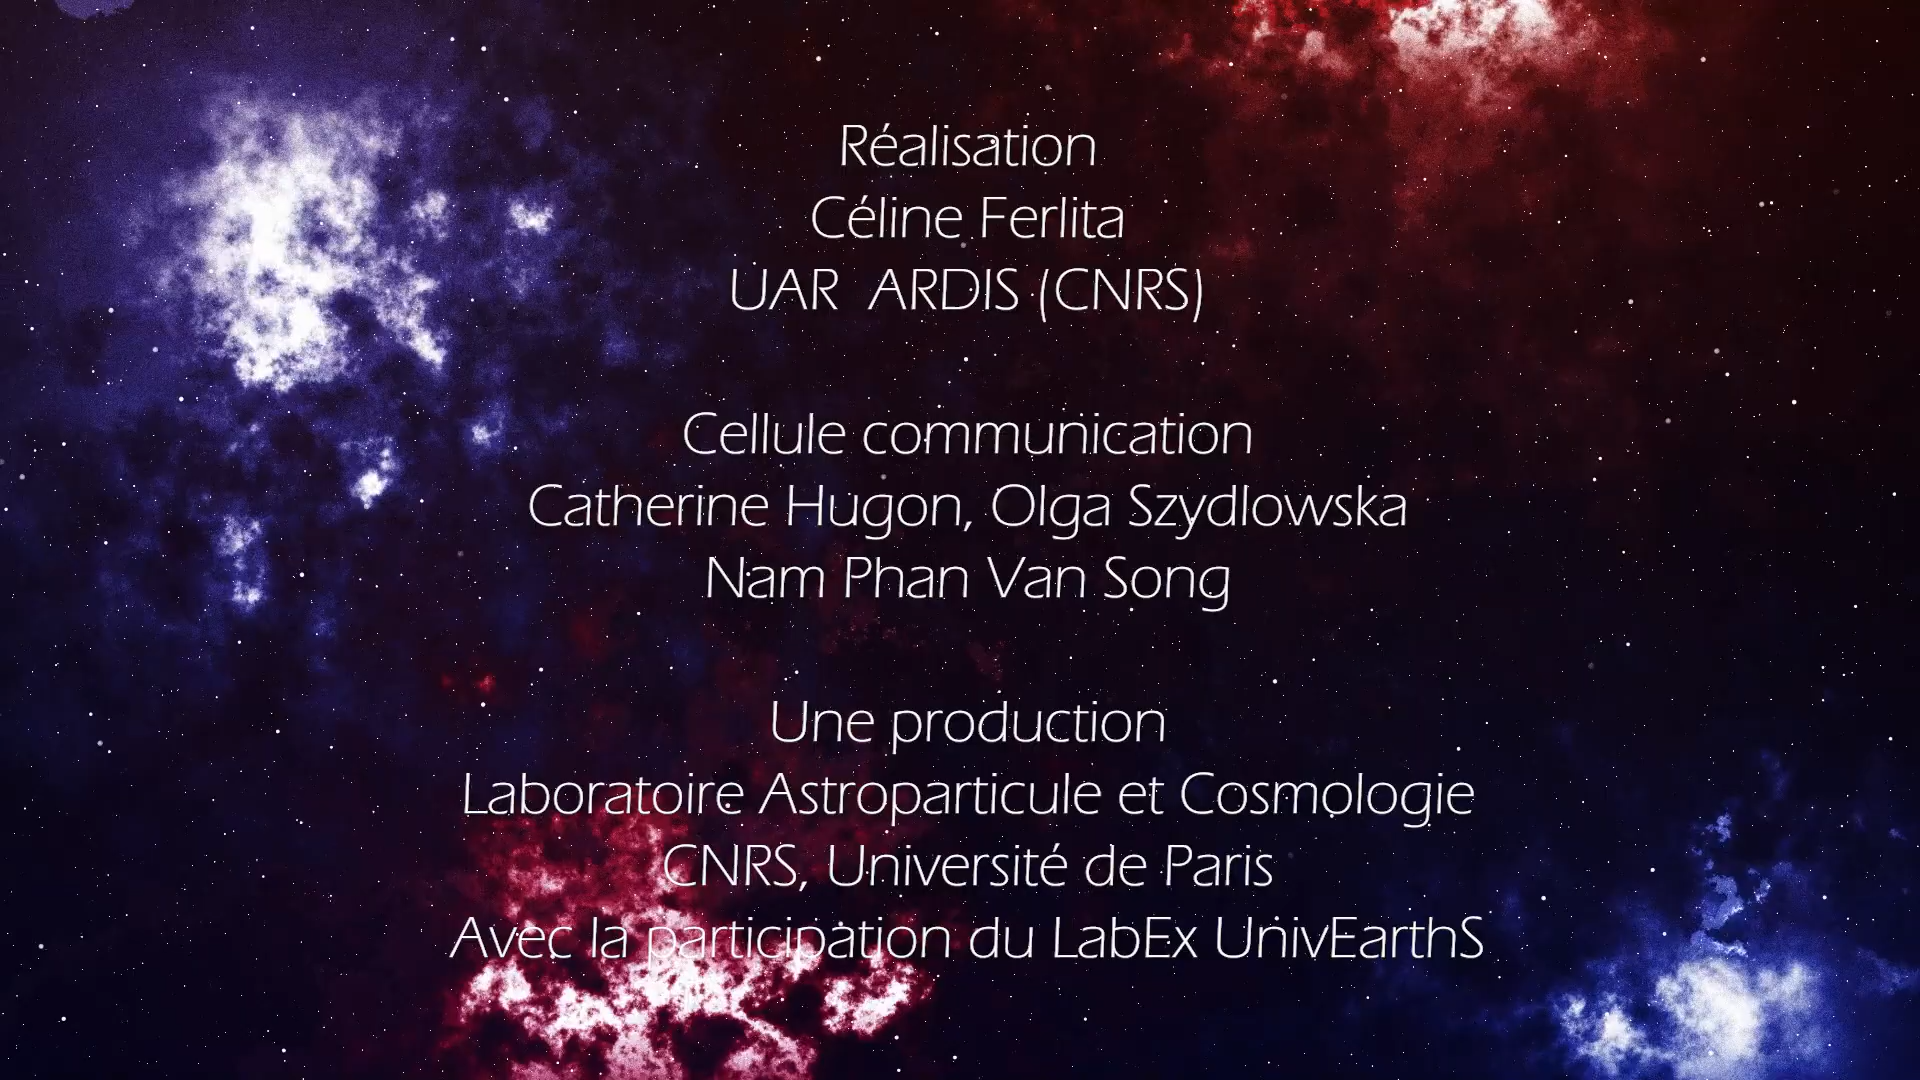 Réalisation
Céline Ferlita
UAR ARDIS (CNRS)
Cellule communication
Catherine Hugon, Olga Szydlowska
Nam Phan Van Song
Une production
Laboratoire Astroparticule et Cosmologie
CNRS, Université de Paris
Avec la participation du LabEx UnivEarthS